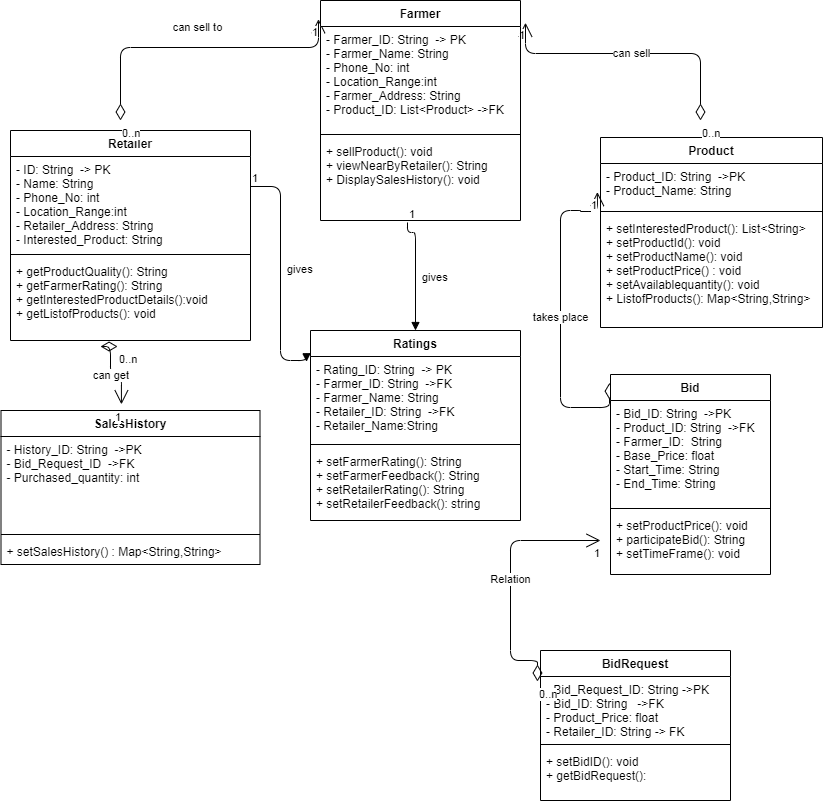 Farmer
- Farmer_ID: String -> PK
- Farmer_Name: String
- Phone_No: int
- Location_Range:int
- Farmer_Address: String
- Product_ID: List<Product> ->FK
+ sellProduct(): void
+ viewNearByRetailer(): String
+ DisplaySalesHistory(): void
can sell to
1
0..n
1
can sell
0..n
Retailer
- ID: String -> PK
- Name: String
- Phone_No: int
- Location_Range:int
- Retailer_Address: String
- Interested_Product: String
+ getProductQuality(): String
+ getFarmerRating(): String
+ getInterestedProductDetails():void
+ getListofProducts(): void
1
gives
1
gives
Product
- Product_ID: String ->PK
- Product_Name: String
+ setInterestedProduct(): List<String>
+ setProductId(): void
+ setProductName(): void
+ setProductPrice() : void
+ setAvailablequantity(): void
+ ListofProducts(): Map<String,String>
1
takes place
Ratings
- Rating_ID: String -> PK
- Farmer_ID: String ->FK
- Farmer_Name: String
- Retailer_ID: String ->FK
- Retailer_Name:String
+ setFarmerRating(): String
+ setFarmerFeedback(): String
+ setRetailerRating(): String
+ setRetailerFeedback(): string
0..n
can get
1
SalesHistory
- History_ID: String ->PK
- Bid_Request_ID ->FK
- Purchased_quantity: int
+ setSalesHistory() : Map<String,String>
Bid
- Bid_ID: String ->PK
- Product_ID: String ->FK
- Farmer_ID: String
- Base_Price: float
- Start_Time: String
- End_Time: String
+ setProductPrice(): void
+ participateBid(): String
+ setTimeFrame(): void
1
Relation
0..n
BidRequest
- Bid_Request_ID: String ->PK
- Bid_ID: String ->FK
- Product_Price: float
- Retailer_ID: String -> FK
+ setBidID(): void
+ getBidRequest():